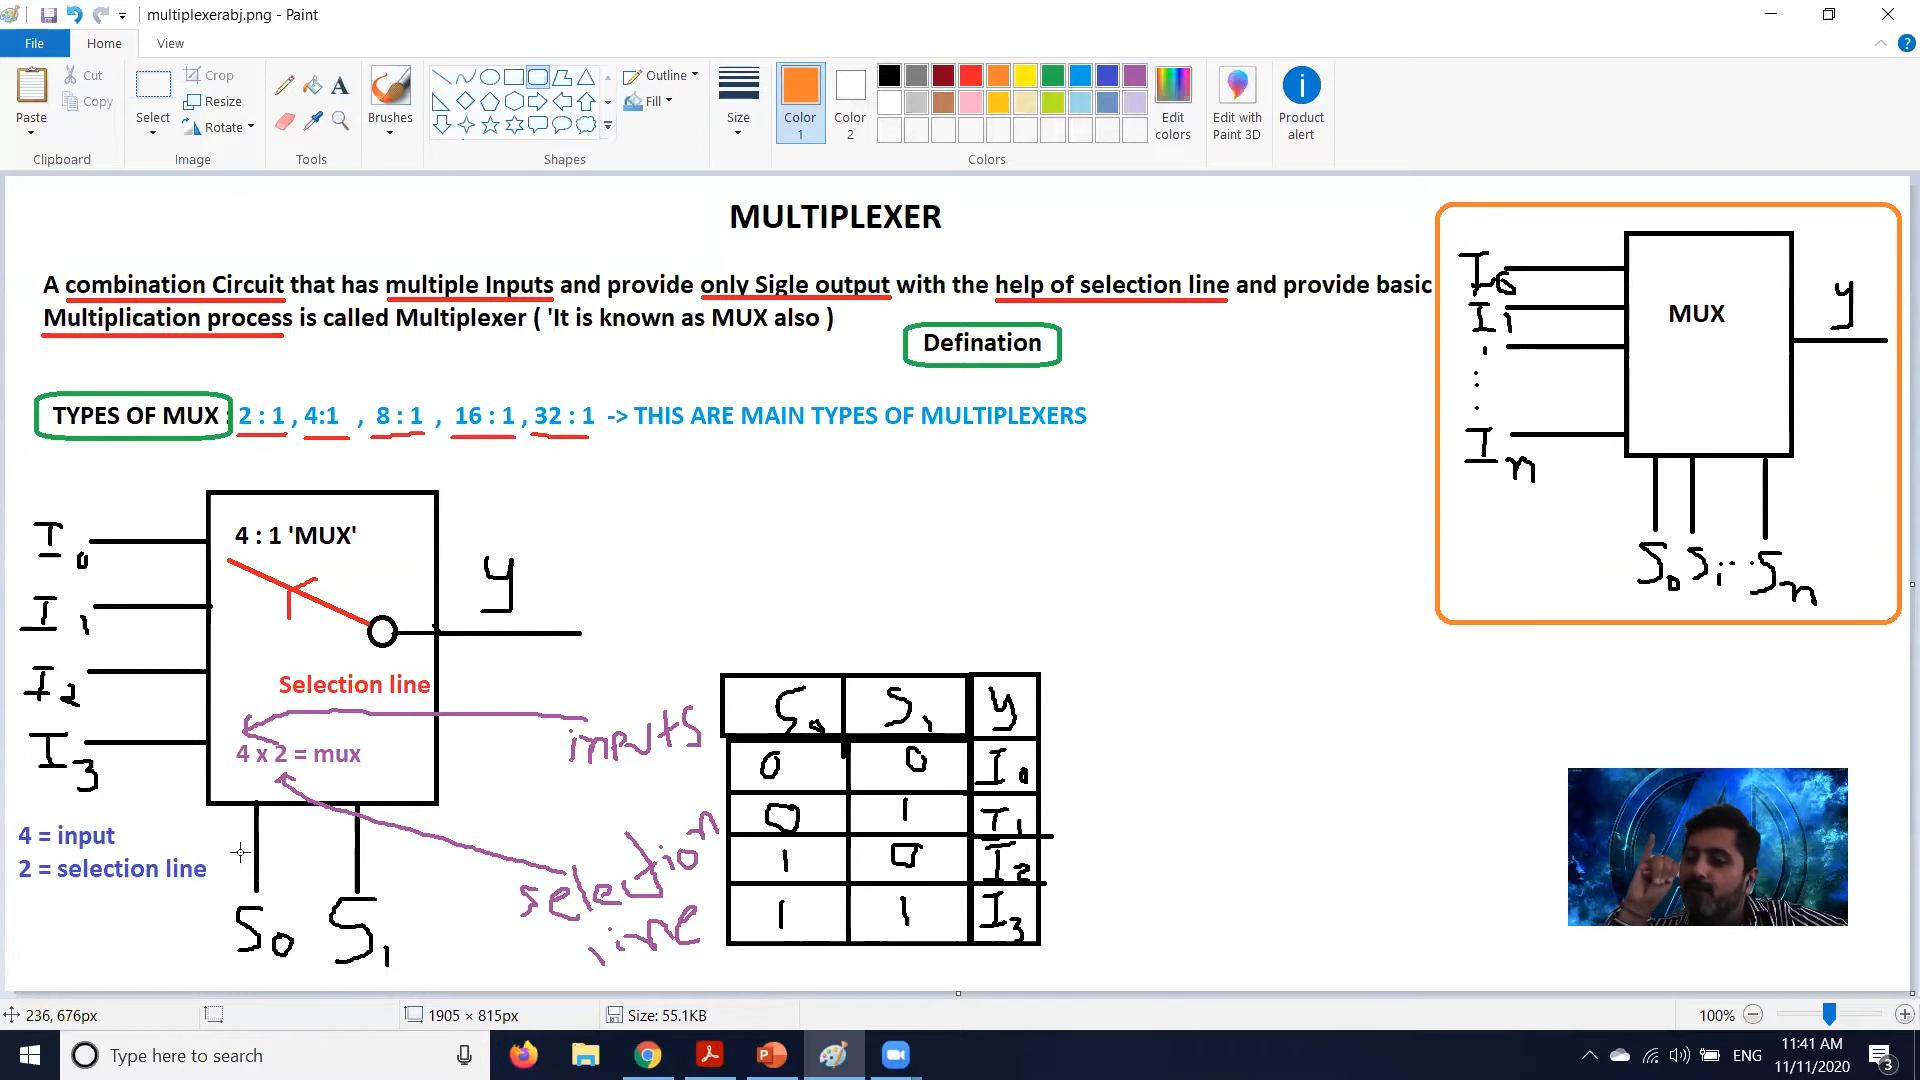 multiplexerabj.png - Paint
File Home View
Paste
Cut
Copy
Clipboard
Select
Crop
Resize
Rotate
Image
Tools
Brushes
Shapes
Outline
Fill
Size
Color 1
Color 2
Edit colors
Colors
Edit with Paint 3D
Product alert
MULTIPLEXER
A combination Circuit that has multiple Inputs and provide only Sigle output with the help of selection line and provide basic
Multiplication process is called Multiplexer ( 'It is known as MUX also )
Defination
TYPES OF MUX : 2 : 1 , 4:1 , 8 : 1 , 16 : 1 , 32 : 1 -> THIS ARE MAIN TYPES OF MULTIPLEXERS
I0
I1
In
MUX
y
S0 S1 .. Sn
4 : 1 'MUX'
I0
I1
I2
I3
y
Selection line
4 x 2 = mux
inputs
selection
line
4 = input
2 = selection line
S0 S1
S0 S1 y
0 0 I0
0 1 I1
1 0 I2
1 1 I3
236, 676px
1905 × 815px
Size: 55.1KB
100%
Type here to search
ENG
11:41 AM
11/11/2020
3